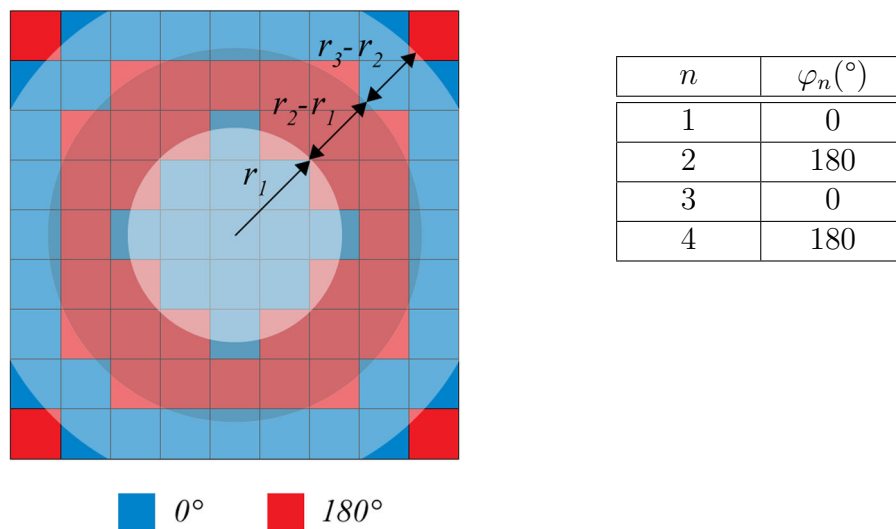 r₃-r₂
r₂-r₁
r₁
0° 180°
n φₙ(°)
1 0
2 180
3 0
4 180